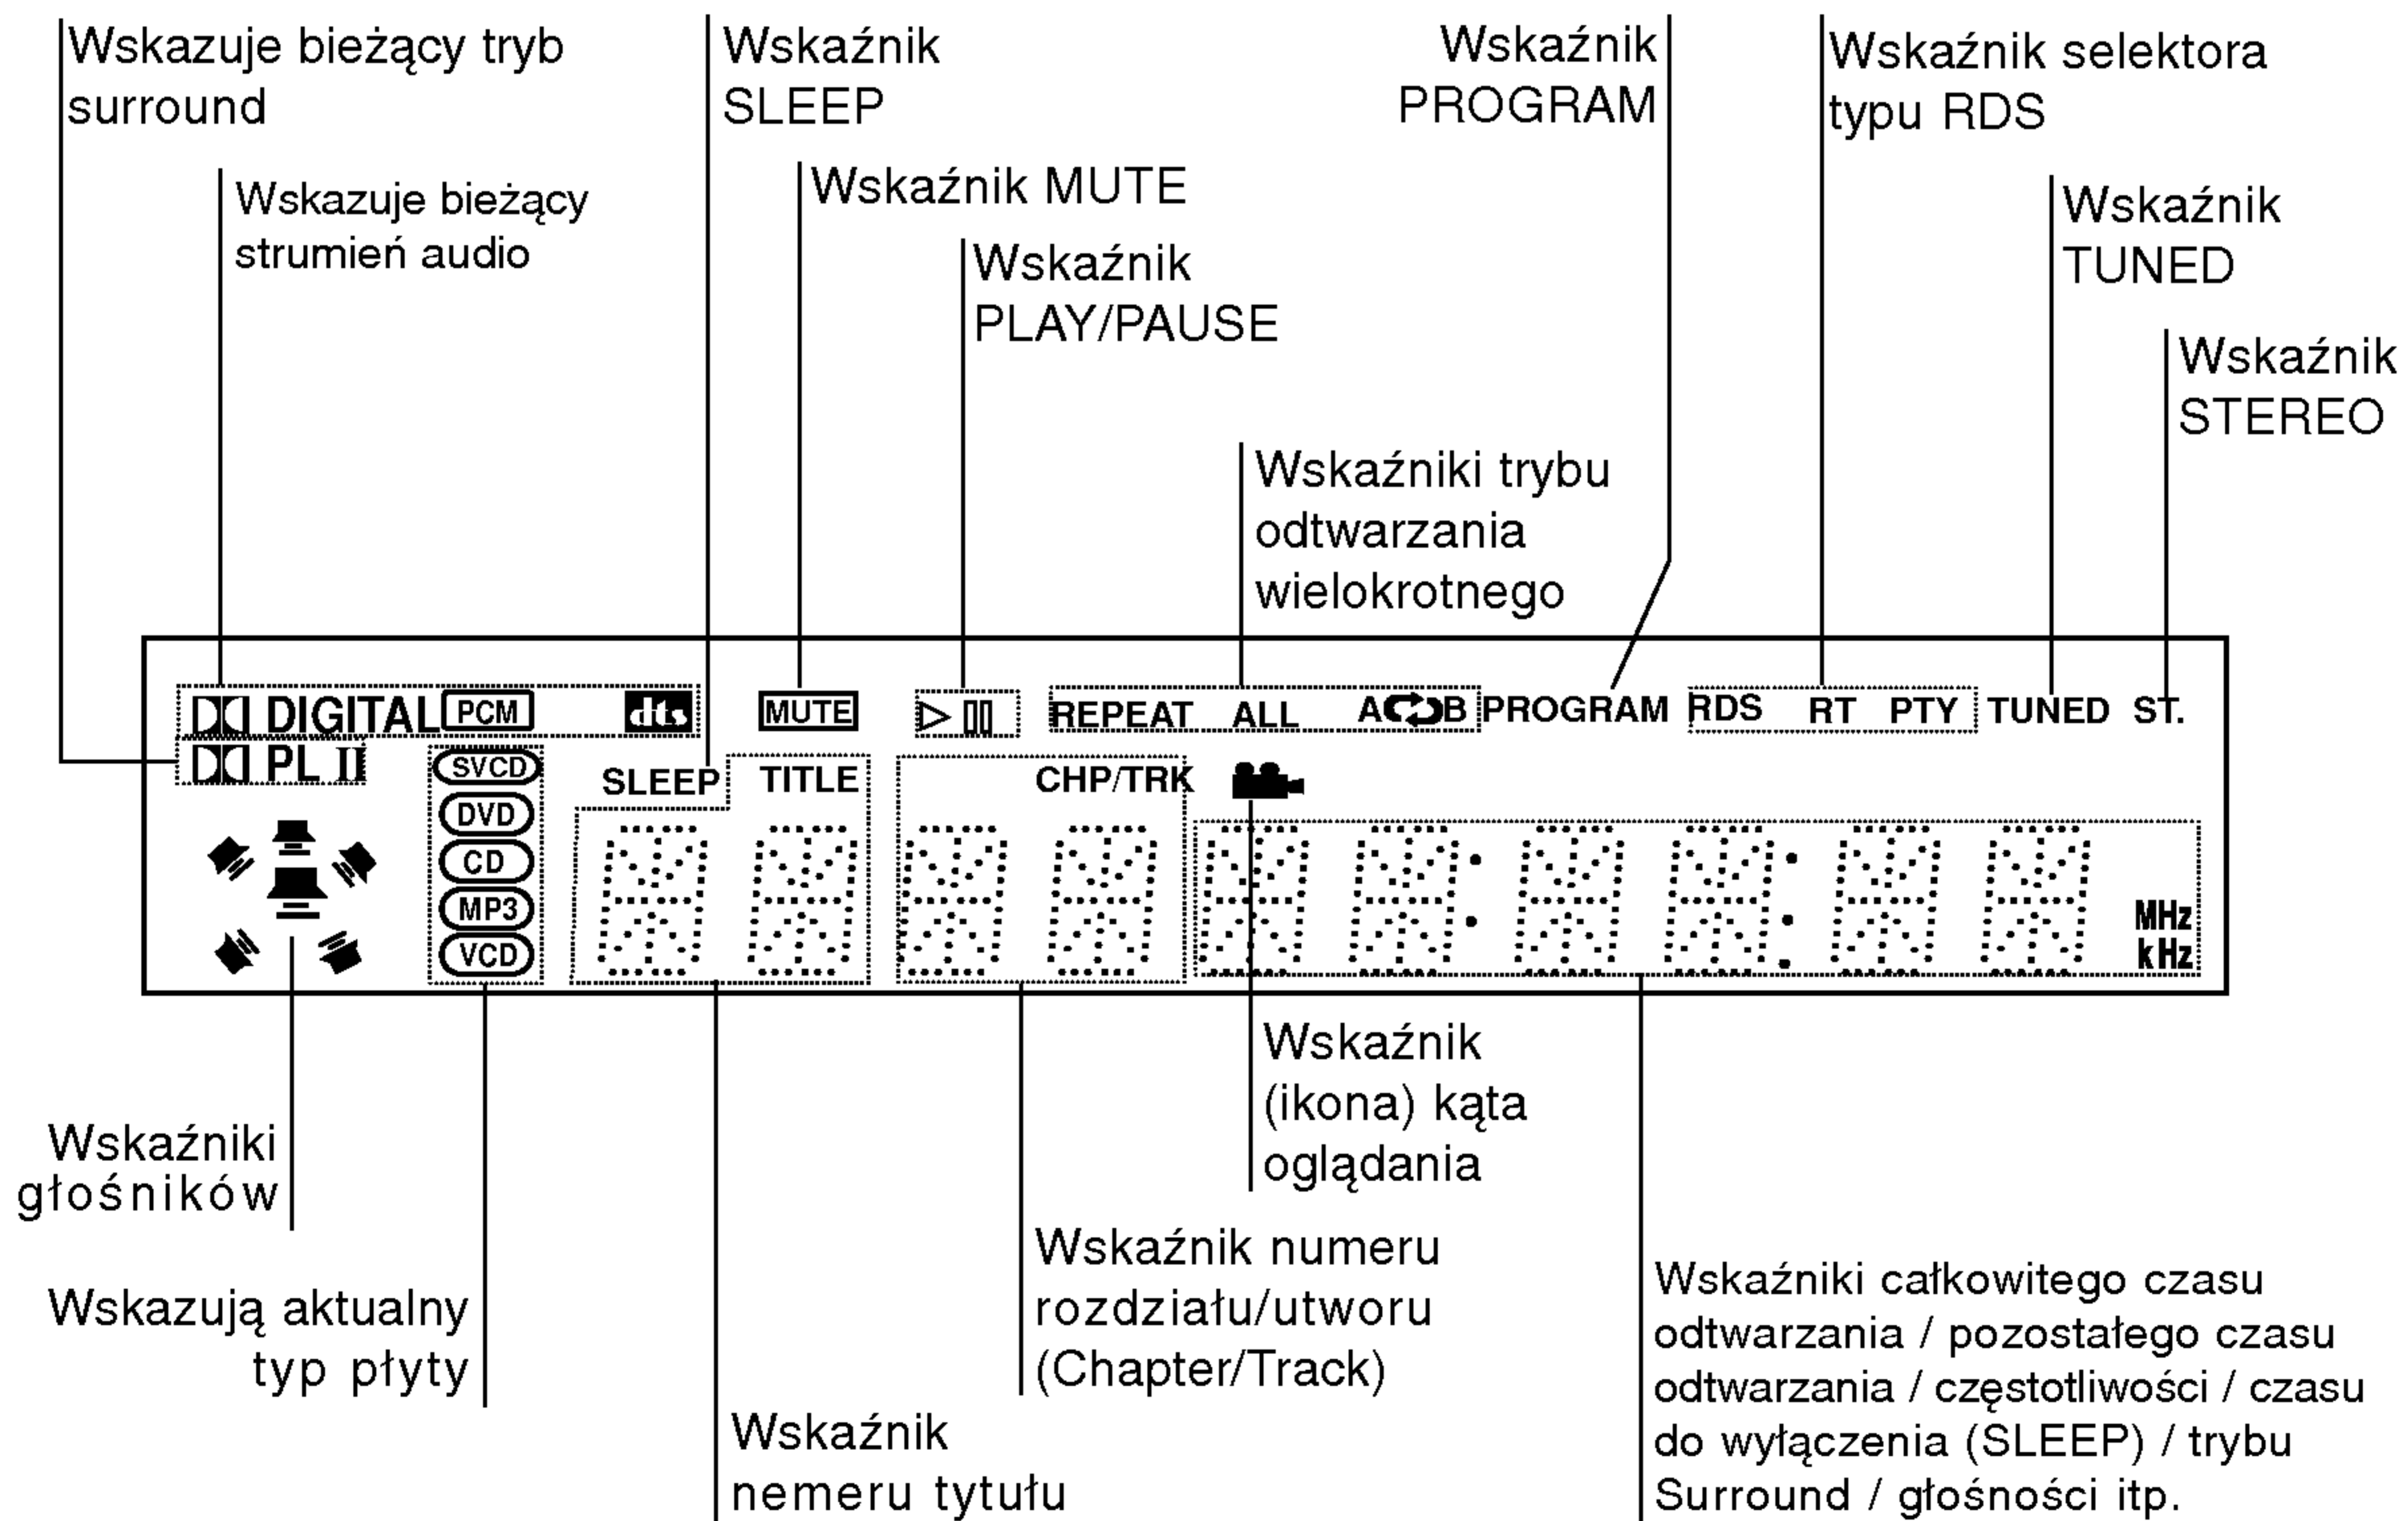 Wskazuje bieżący tryb
surround
Wskaźnik
SLEEP
Wskaźnik
PROGRAM
Wskaźnik selektora
typu RDS
Wskazuje bieżący
strumień audio
Wskaźnik MUTE
Wskaźnik
PLAY/PAUSE
Wskaźnik
TUNED
Wskaźnik
STEREO
Wskaźniki trybu
odtwarzania
wielokrotnego
DIGITAL PCM dts MUTE REPEAT ALL A B PROGRAM RDS RT PTY TUNED ST.
PL II
SVCD
SLEEP TITLE CHP/TRK
DVD
CD
MP3
VCD
MHz
kHz
Wskaźniki
głośników
Wskazują aktualny
typ płyty
Wskaźnik
nemeru tytułu
Wskaźnik numeru
rozdziału/utworu
(Chapter/Track)
Wskaźnik
(ikona) kąta
oglądania
Wskaźniki całkowitego czasu
odtwarzania / pozostałego czasu
odtwarzania / częstotliwości / czasu
do wyłączenia (SLEEP) / trybu
Surround / głośności itp.